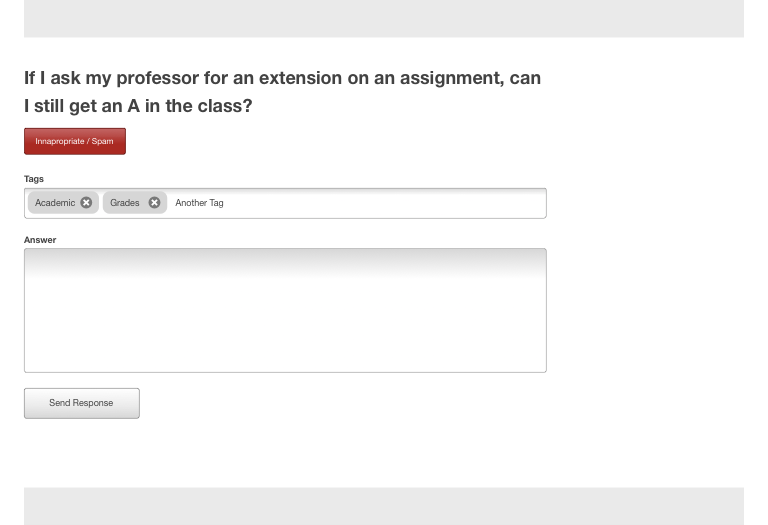 If I ask my professor for an extension on an assignment, can
I still get an A in the class?
Innapropriate / Spam
Tags
Academic Grades Another Tag
Answer
Send Response